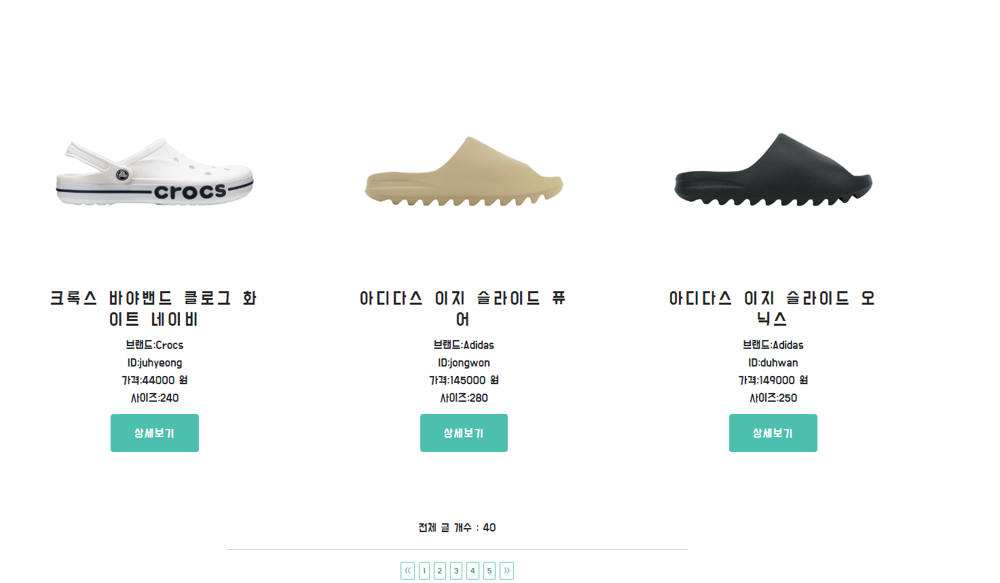 crocs
크록스 바야밴드 클로그 화
이트 네이비
브랜드:Crocs
ID:juhyeong
가격:44000 원
사이즈:240
상세보기
아디다스 이지 슬라이드 퓨
어
브랜드:Adidas
ID:jongwon
가격:145000 원
사이즈:280
상세보기
아디다스 이지 슬라이드 오
닉스
브랜드:Adidas
ID:duhwan
가격:149000 원
사이즈:250
상세보기
전체 글 개수 : 40
⟨⟨ 1 2 3 4 5 ⟩⟩